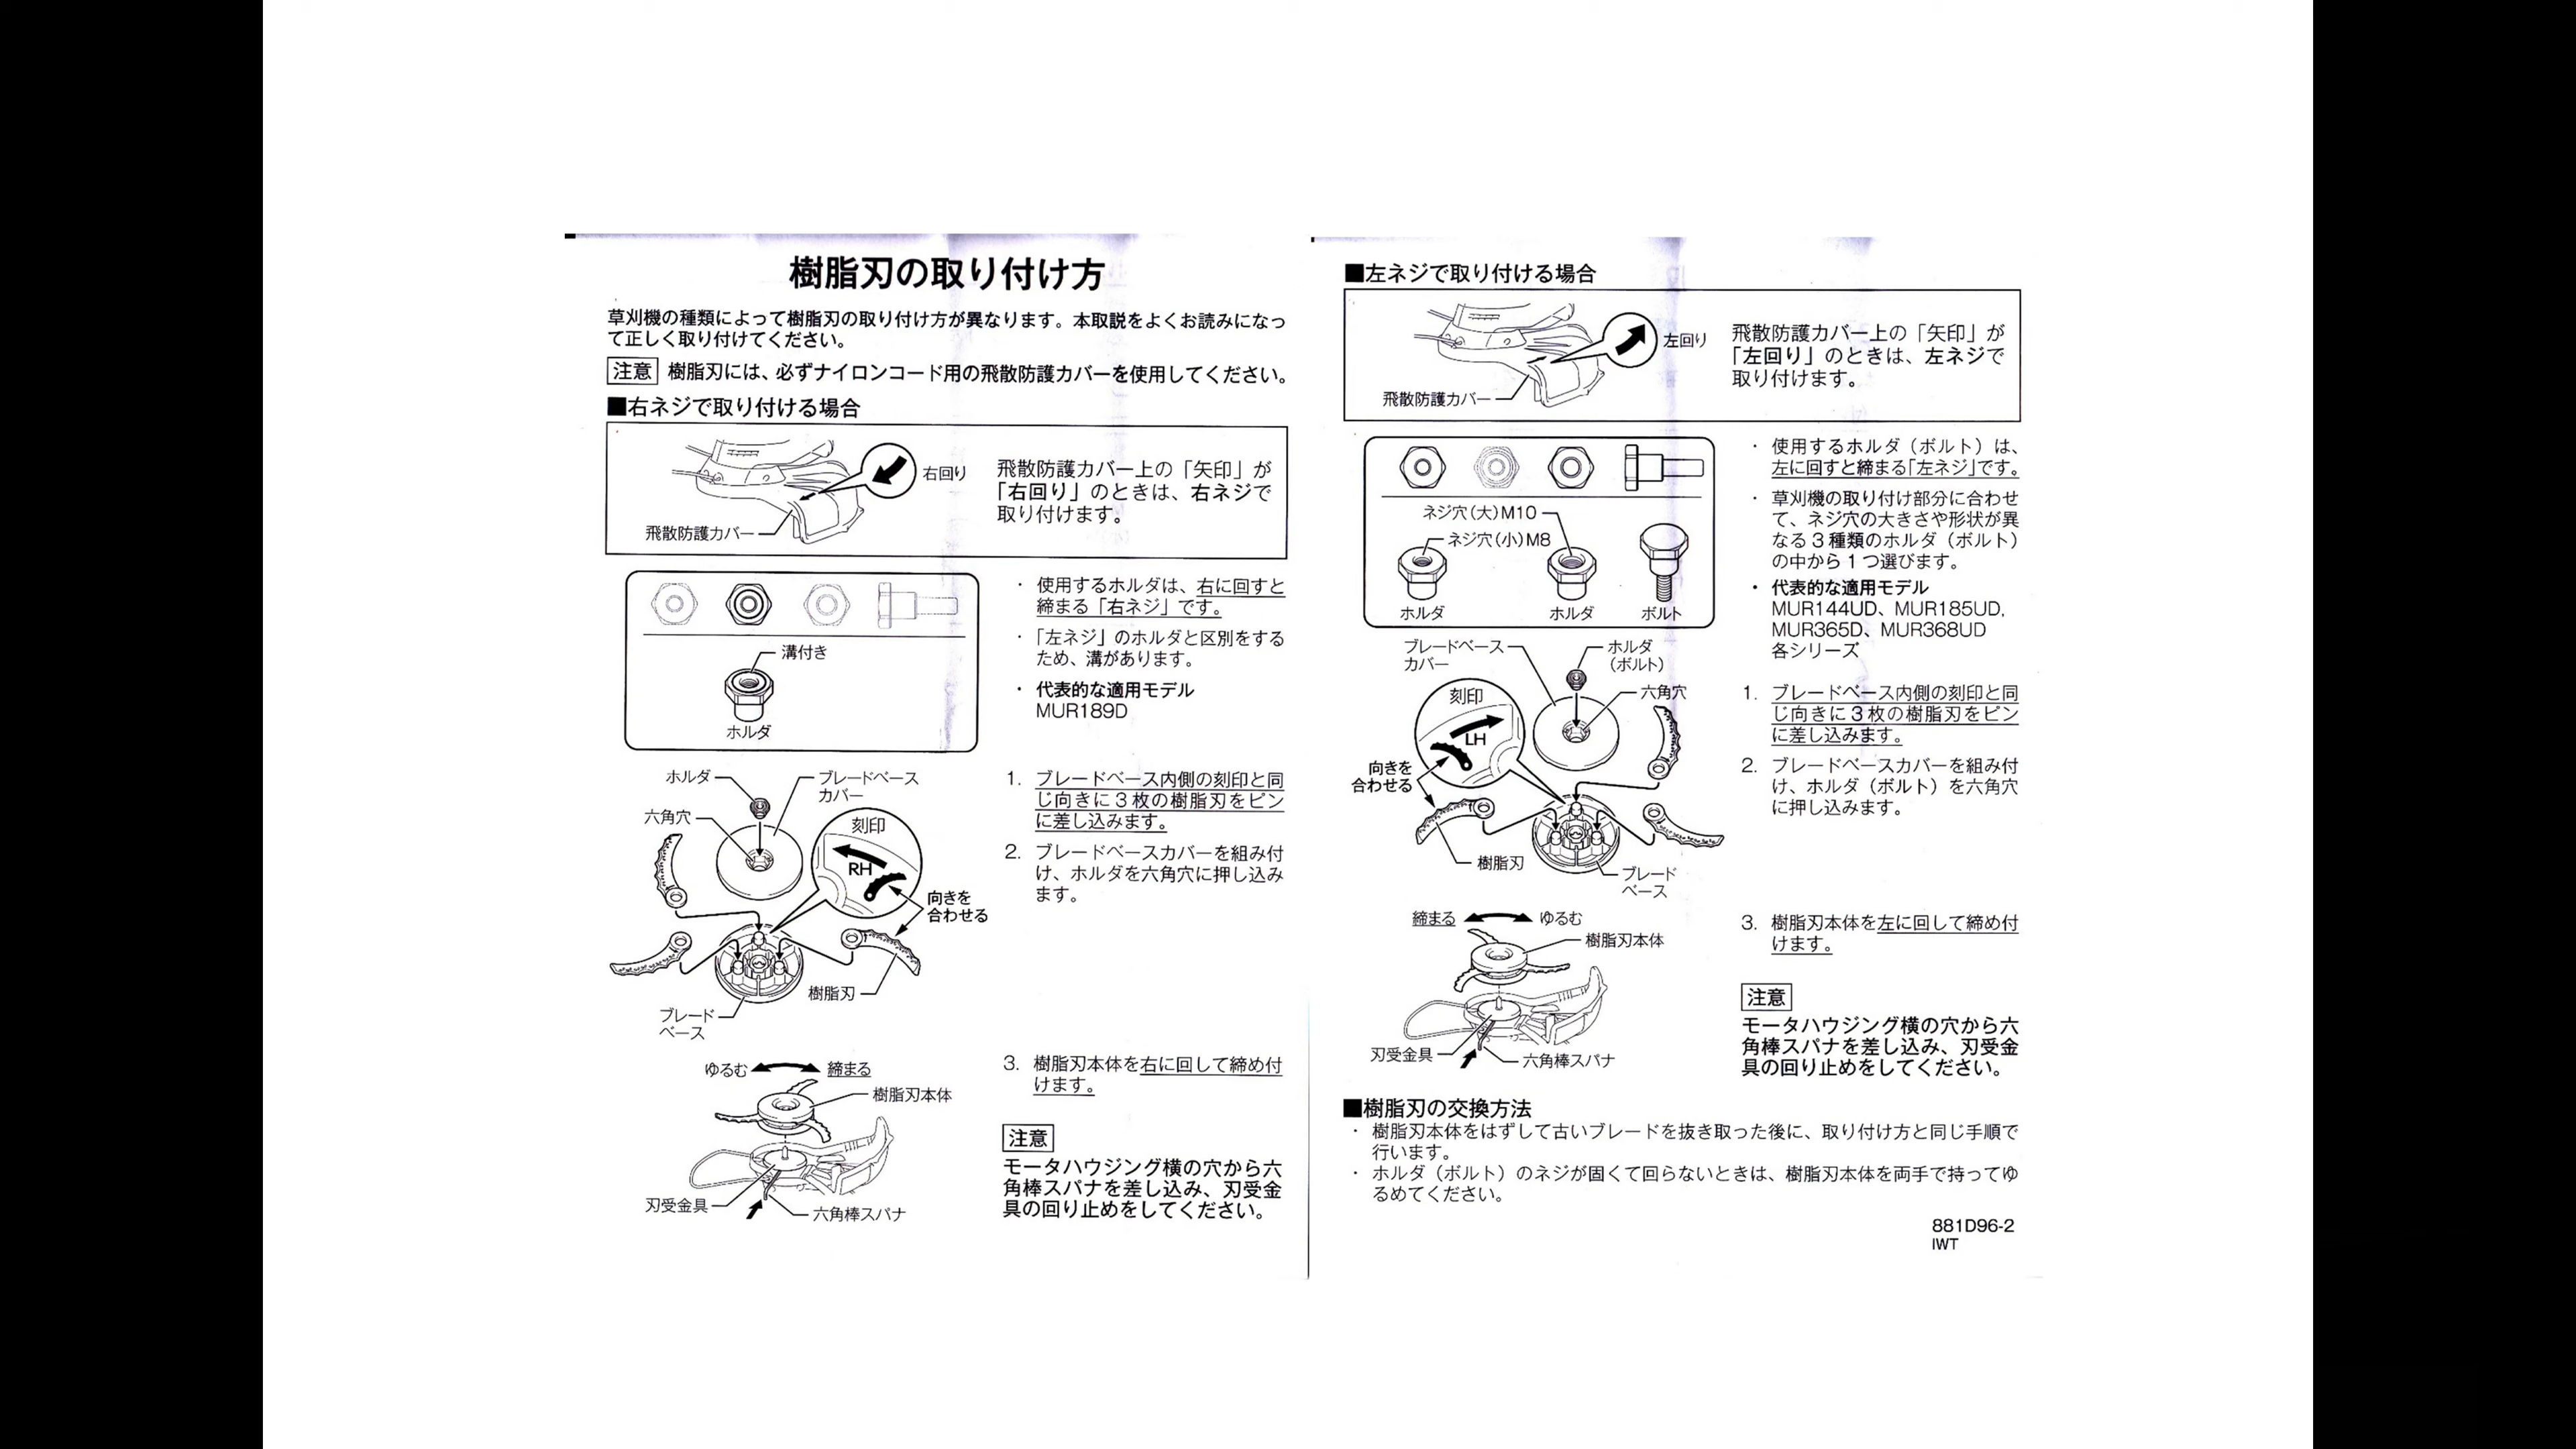 樹脂刃の取り付け方
草刈機の種類によって樹脂刃の取り付け方が異なります。本取説をよくお読みになっ
て正しく取り付けてください。
注意 樹脂刃には、必ずナイロンコード用の飛散防護カバーを使用してください。
■右ネジで取り付ける場合
右回り
飛散防護カバー
飛散防護カバー上の「矢印」が
「右回り」のときは、右ネジで
取り付けます。
溝付き
ホルダ
・ 使用するホルダは、右に回すと
締まる「右ネジ」です。
・ 「左ネジ」のホルダと区別をする
ため、溝があります。
・ 代表的な適用モデル
MUR189D
ホルダ
ブレードベース
カバー
六角穴
刻印
RH
向きを
合わせる
樹脂刃
ブレード
ベース
1. ブレードベース内側の刻印と同
じ向きに3枚の樹脂刃をピン
に差し込みます。
2. ブレードベースカバーを組み付
け、ホルダを六角穴に押し込み
ます。
ゆるむ 締まる
樹脂刃本体
刃受金具
六角棒スパナ
3. 樹脂刃本体を右に回して締め付
けます。
注意
モータハウジング横の穴から六
角棒スパナを差し込み、刃受金
具の回り止めをしてください。
■左ネジで取り付ける場合
左回り
飛散防護カバー
飛散防護カバー上の「矢印」が
「左回り」のときは、左ネジで
取り付けます。
ネジ穴(大)M10
ネジ穴(小)M8
ホルダ ホルダ ボルト
・ 使用するホルダ(ボルト)は、
左に回すと締まる「左ネジ」です。
・ 草刈機の取り付け部分に合わせ
て、ネジ穴の大きさや形状が異
なる3種類のホルダ(ボルト)
の中から1つ選びます。
・ 代表的な適用モデル
MUR144UD、MUR185UD,
MUR365D、MUR368UD
各シリーズ
ブレードベース
カバー
ホルダ
(ボルト)
六角穴
刻印
LH
向きを
合わせる
樹脂刃
ブレード
ベース
1. ブレードベース内側の刻印と同
じ向きに3枚の樹脂刃をピン
に差し込みます。
2. ブレードベースカバーを組み付
け、ホルダ(ボルト)を六角穴
に押し込みます。
締まる ゆるむ
樹脂刃本体
刃受金具
六角棒スパナ
3. 樹脂刃本体を左に回して締め付
けます。
注意
モータハウジング横の穴から六
角棒スパナを差し込み、刃受金
具の回り止めをしてください。
■樹脂刃の交換方法
・ 樹脂刃本体をはずして古いブレードを抜き取った後に、取り付け方と同じ手順で
行います。
・ ホルダ(ボルト)のネジが固くて回らないときは、樹脂刃本体を両手で持ってゆ
るめてください。
881D96-2
IWT